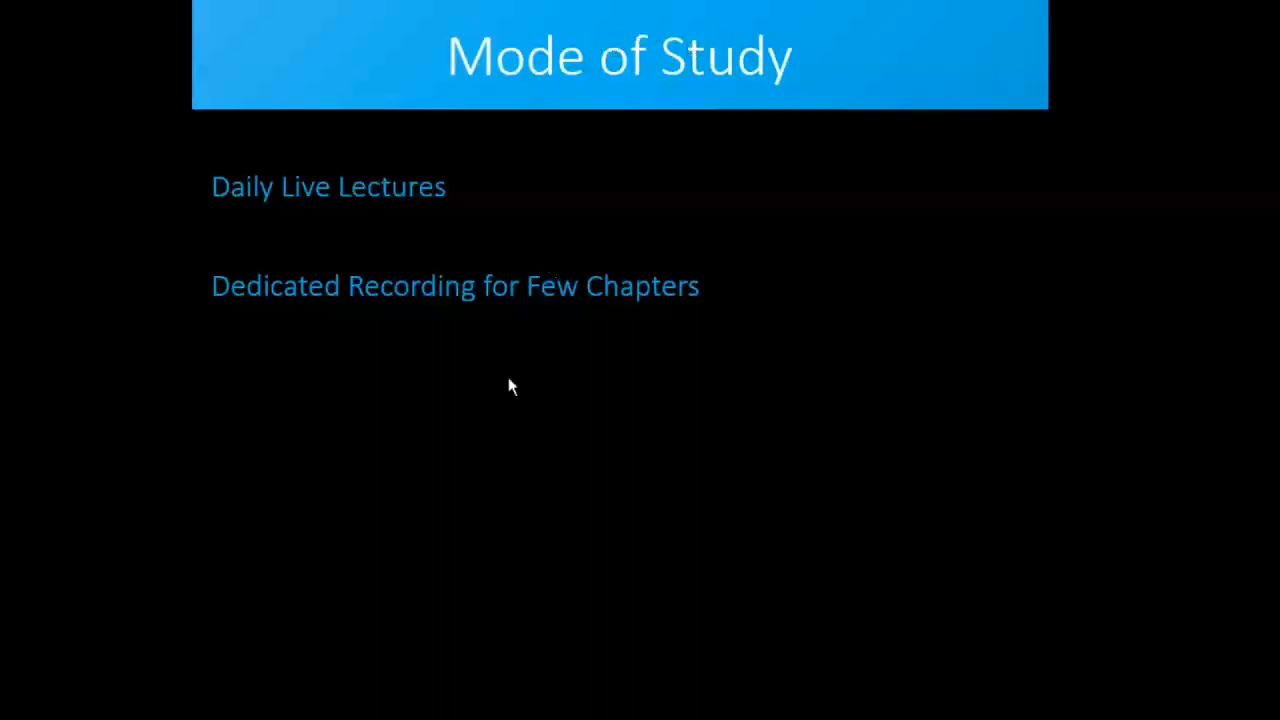 Mode of Study
Daily Live Lectures
Dedicated Recording for Few Chapters